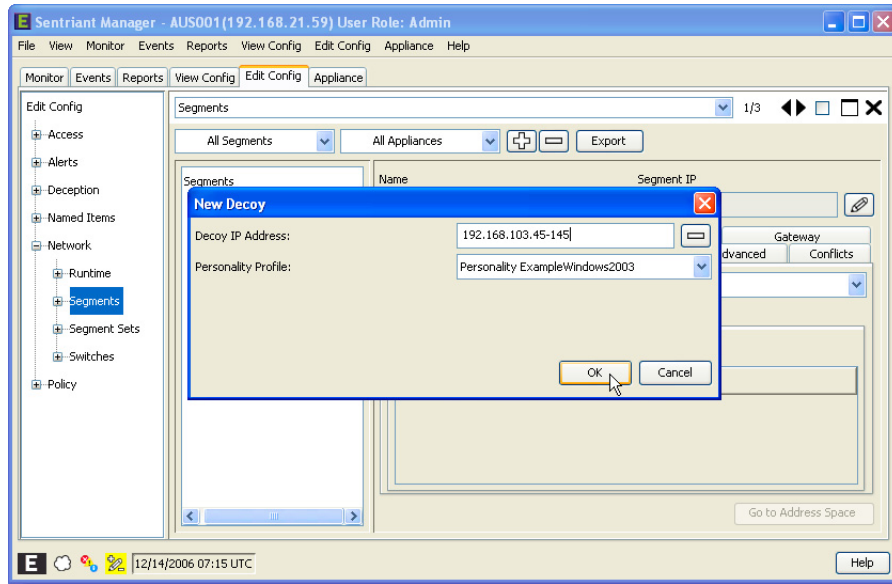 Sentriant Manager - AUS001(192.168.21.59) User Role: Admin
File View Monitor Events Reports View Config Edit Config Appliance Help
Monitor Events Reports View Config Edit Config Appliance
Edit Config
Segments 1/3
Access
All Segments All Appliances Export
Alerts
Segments Name Segment IP
Deception
New Decoy
Named Items
Decoy IP Address: 192.168.103.45-145
Gateway
Network
dvanced Conflicts
Personality Profile: Personality ExampleWindows2003
Runtime
Segments
Segment Sets
Switches
OK Cancel
Policy
Go to Address Space
E 12/14/2006 07:15 UTC Help